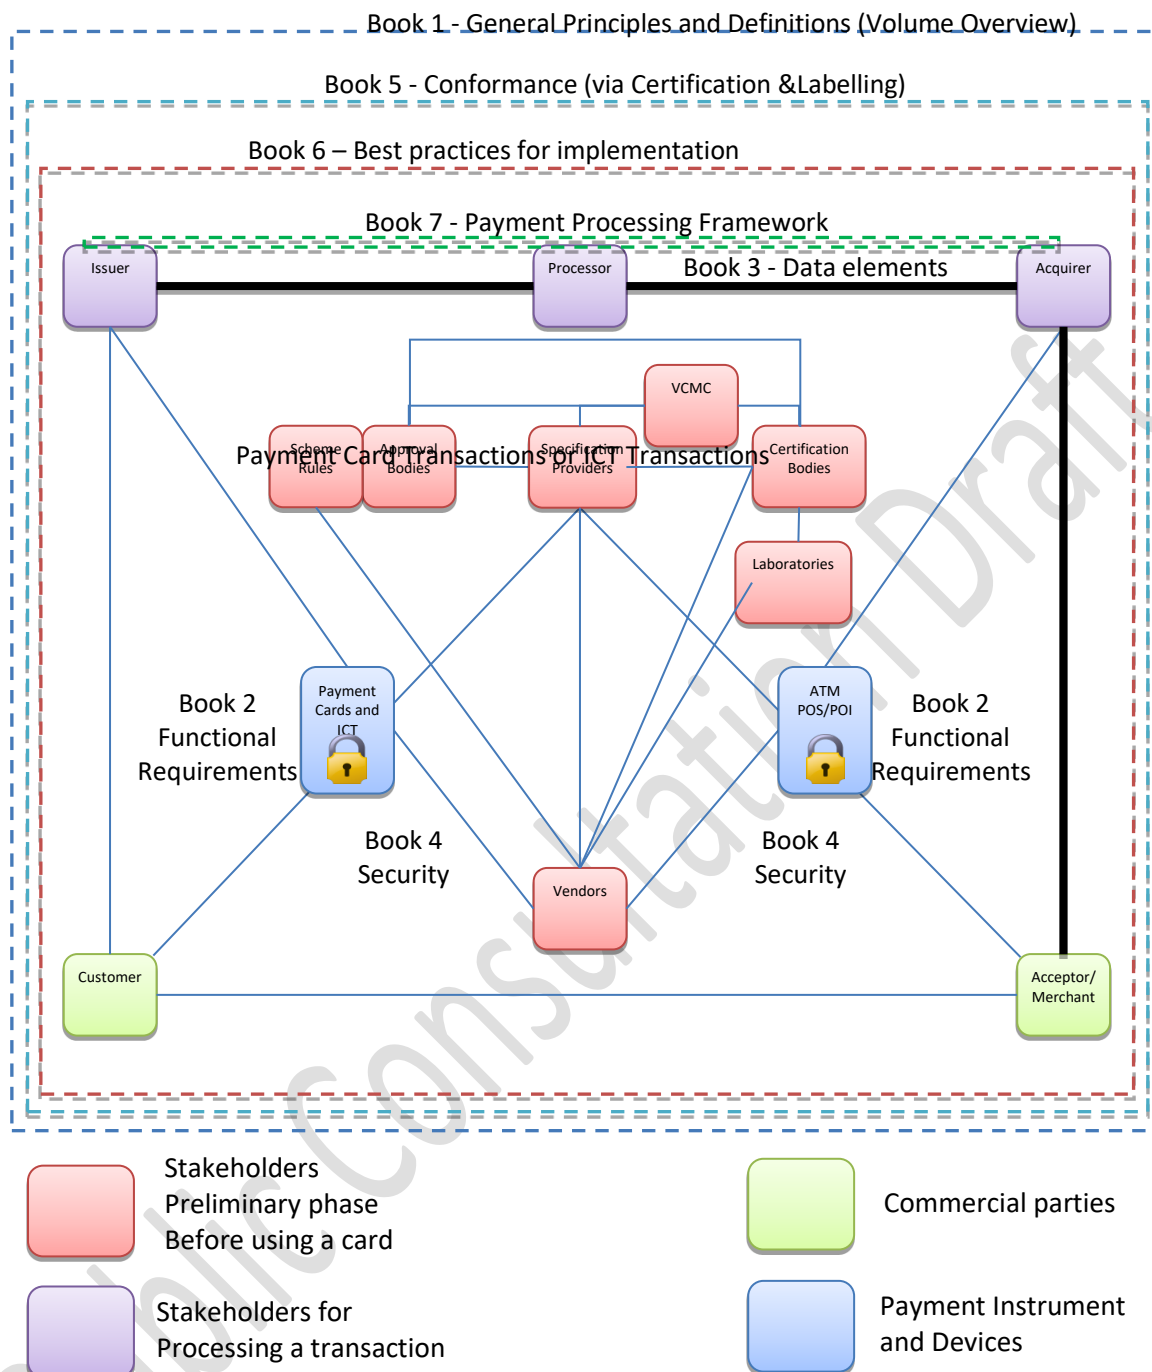 Book 1 - General Principles and Definitions (Volume Overview)
Book 5 - Conformance (via Certification &Labelling)
Book 6 – Best practices for implementation
Book 7 - Payment Processing Framework
Issuer
Processor
Book 3 - Data elements
Acquirer
VCMC
Scheme
Rules
Approval
Bodies
Specification
Providers
Certification
Bodies
Payment Card Transactions or ICT Transactions
Laboratories
Payment
Cards and
ICT
ATM
POS/POI
Book 2
Functional
Requirements
Book 2
Functional
Requirements
Book 4
Security
Book 4
Security
Vendors
Customer
Acceptor/
Merchant
Stakeholders
Preliminary phase
Before using a card
Commercial parties
Stakeholders for
Processing a transaction
Payment Instrument
and Devices
Public Consultation Draft